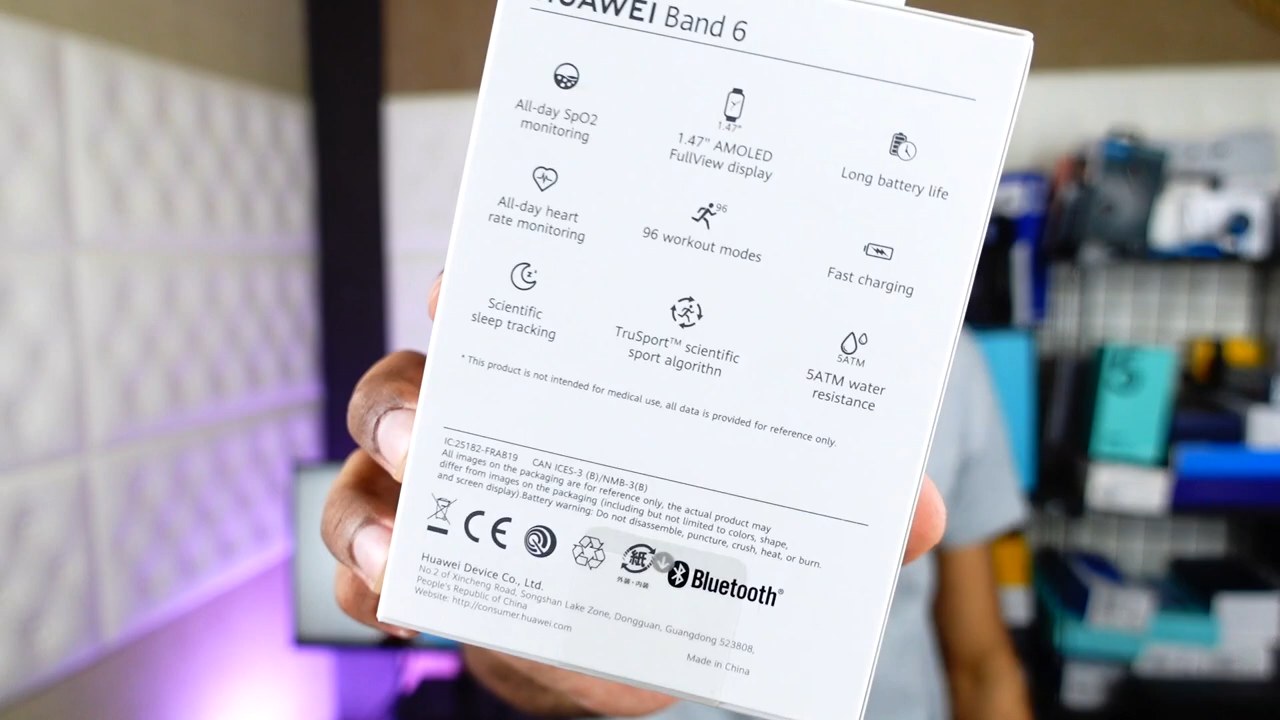 HUAWEI Band 6
All-day SpO2
monitoring
1.47"
1.47" AMOLED
FullView display
Long battery life
All-day heart
rate monitoring
96
96 workout modes
Fast charging
z
Scientific
sleep tracking
TruSport™ scientific
sport algorithn
5ATM
5ATM water
resistance
* This product is not intended for medical use, all data is provided for reference only.
IC:25182-FRAB19 CAN ICES-3 (B)/NMB-3(B)
All images on the packaging are for reference only, the actual product may
differ from images on the packaging (including but not limited to colors, shape,
and screen display).Battery warning: Do not disassemble, puncture, crush, heat, or burn.
CE
紙
外装・内装
Bluetooth®
Huawei Device Co., Ltd.
No.2 of Xincheng Road, Songshan Lake Zone, Dongguan, Guangdong 523808,
People's Republic of China
Website: http://consumer.huawei.com
Made in China